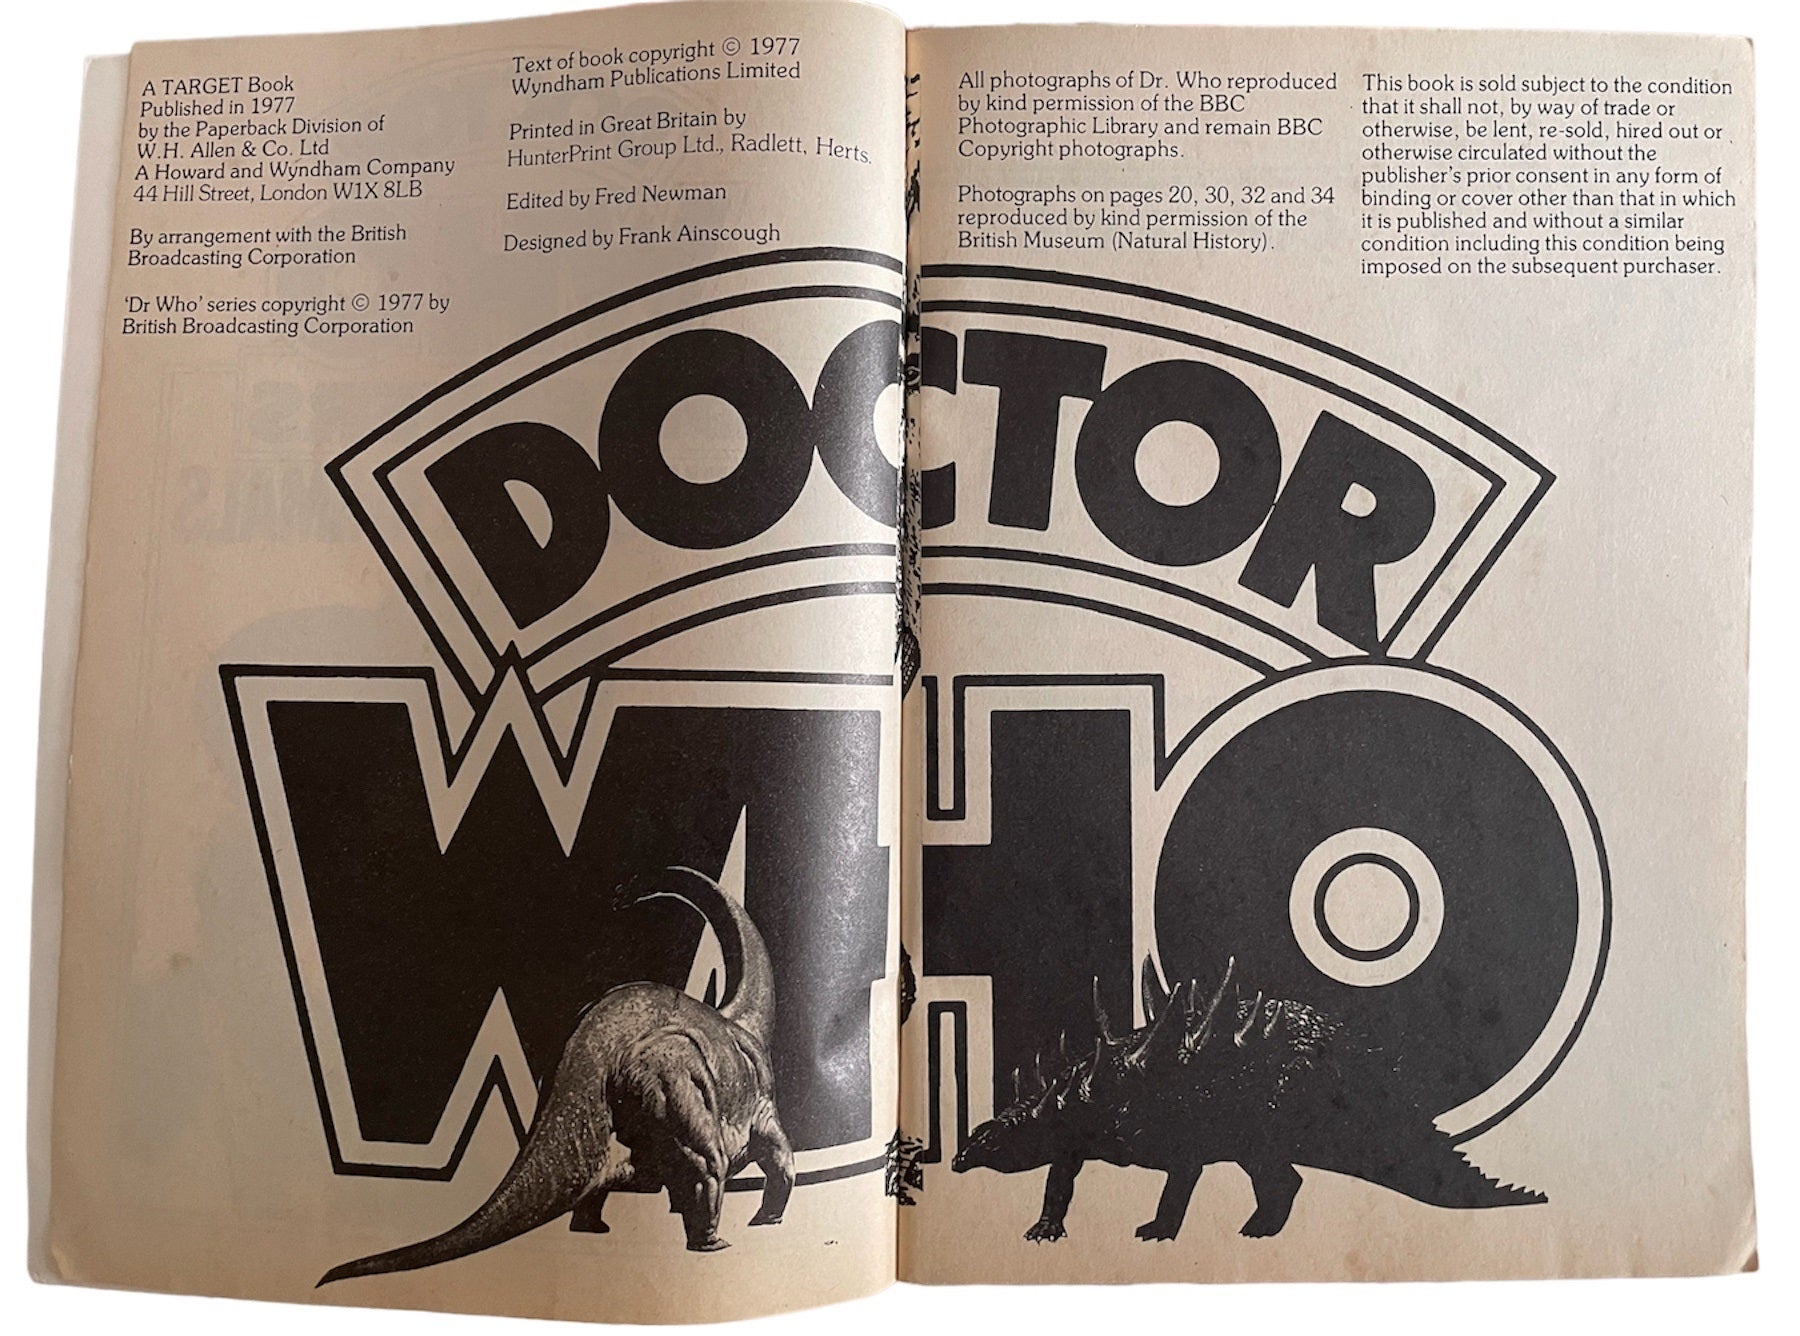 A TARGET Book
Published in 1977
by the Paperback Division of
W.H. Allen & Co. Ltd
A Howard and Wyndham Company
44 Hill Street, London W1X 8LB
By arrangement with the British
Broadcasting Corporation
'Dr Who' series copyright © 1977 by
British Broadcasting Corporation
Text of book copyright © 1977
Wyndham Publications Limited
Printed in Great Britain by
HunterPrint Group Ltd., Radlett, Herts.
Edited by Fred Newman
Designed by Frank Ainscough
All photographs of Dr. Who reproduced
by kind permission of the BBC
Photographic Library and remain BBC
Copyright photographs.
Photographs on pages 20, 30, 32 and 34
reproduced by kind permission of the
British Museum (Natural History).
This book is sold subject to the condition
that it shall not, by way of trade or
otherwise, be lent, re-sold, hired out or
otherwise circulated without the
publisher's prior consent in any form of
binding or cover other than that in which
it is published and without a similar
condition including this condition being
imposed on the subsequent purchaser.
DOCTOR
WHO